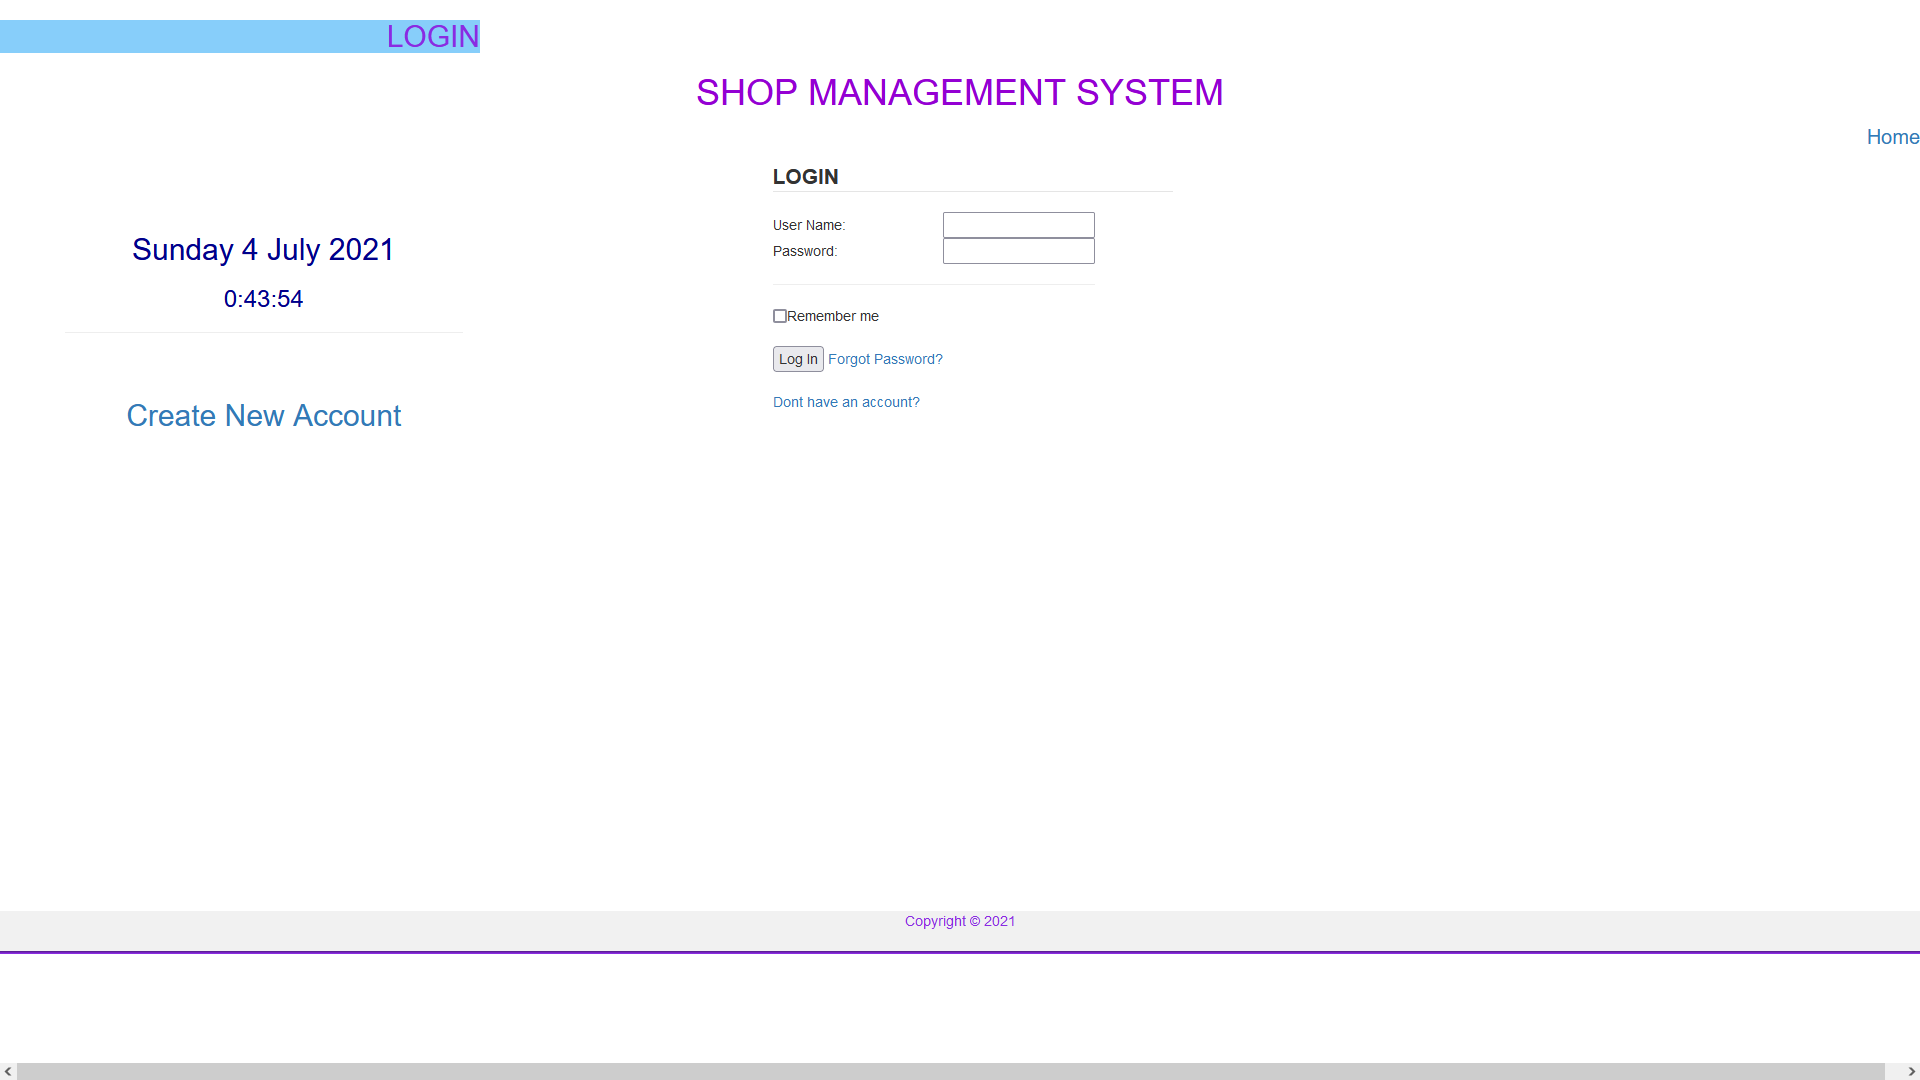 LOGIN
SHOP MANAGEMENT SYSTEM
Home
LOGIN
User Name:
Password:
Sunday 4 July 2021
0:43:54
Remember me
Log In Forgot Password?
Dont have an account?
Create New Account
Copyright © 2021